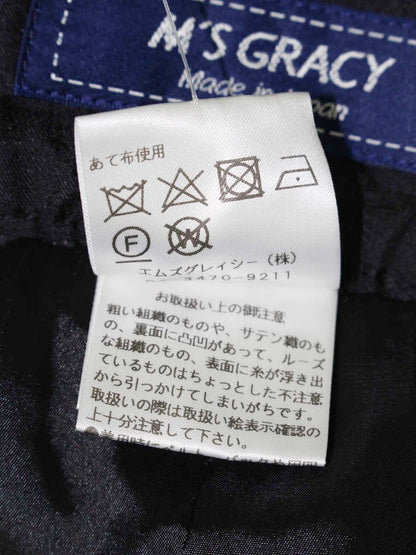 M'S GRACY
Made in Japan
あて布使用
F
W
エムズグレイシー(株)
3470-9211
お取扱い上の御注意
粗い組織のものや、サテン織のも
の、裏面に凸凹があって、ルーズ
な組織のもの、表面に糸が浮き出
ているものはちょっとした不注意
から引っかけてしまいがちです。
取扱いの際は取扱い絵表示確認の
上十分注意して下さい。